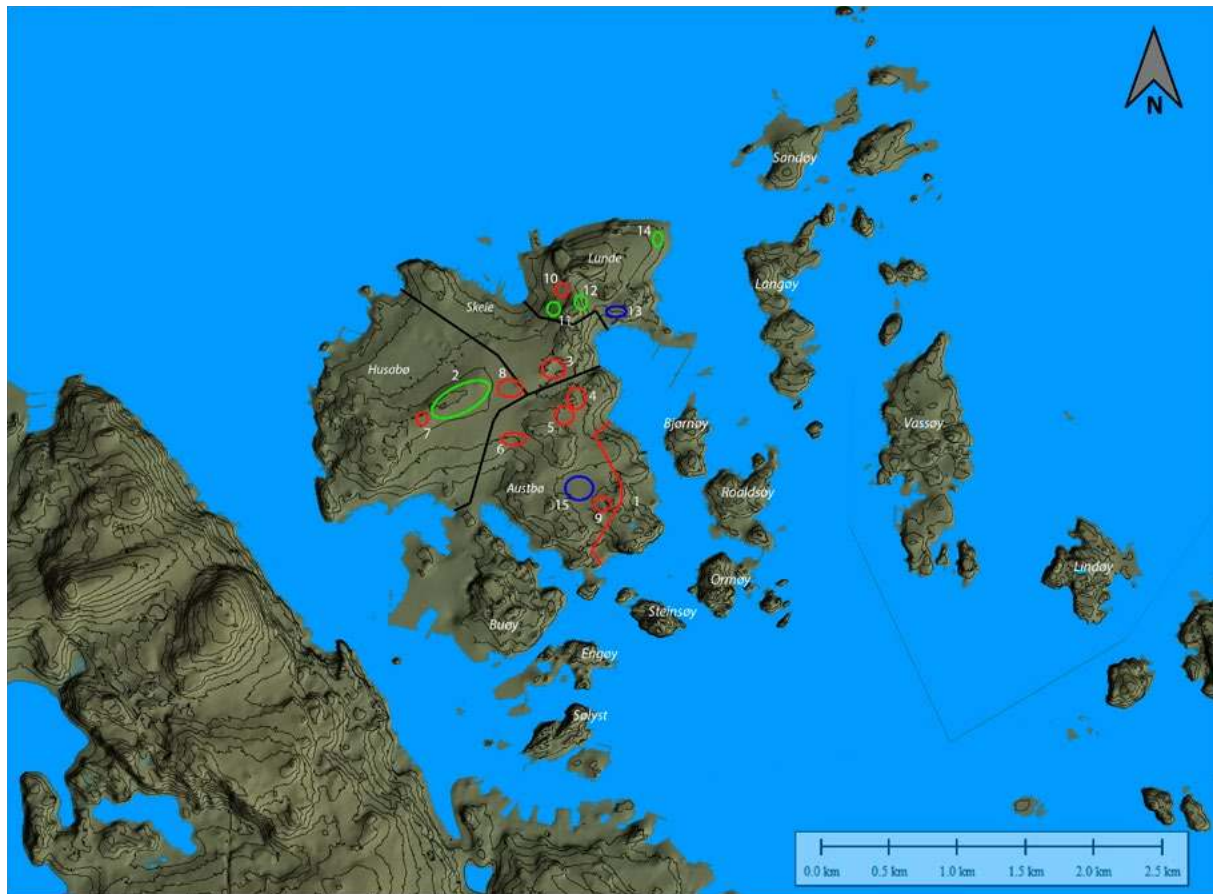 N
Sandøy
14
Lunde
10
12
Langøy
Skeie
11
13
Husabø
2
8
3
4
7
5
Bjørnøy
Vassøy
6
Austbø
15
9
1
Roaldsøy
Lindøy
Ormøy
Steinsøy
Buøy
Engøy
Sølyst
0.0 km 0.5 km 1.0 km 1.5 km 2.0 km 2.5 km